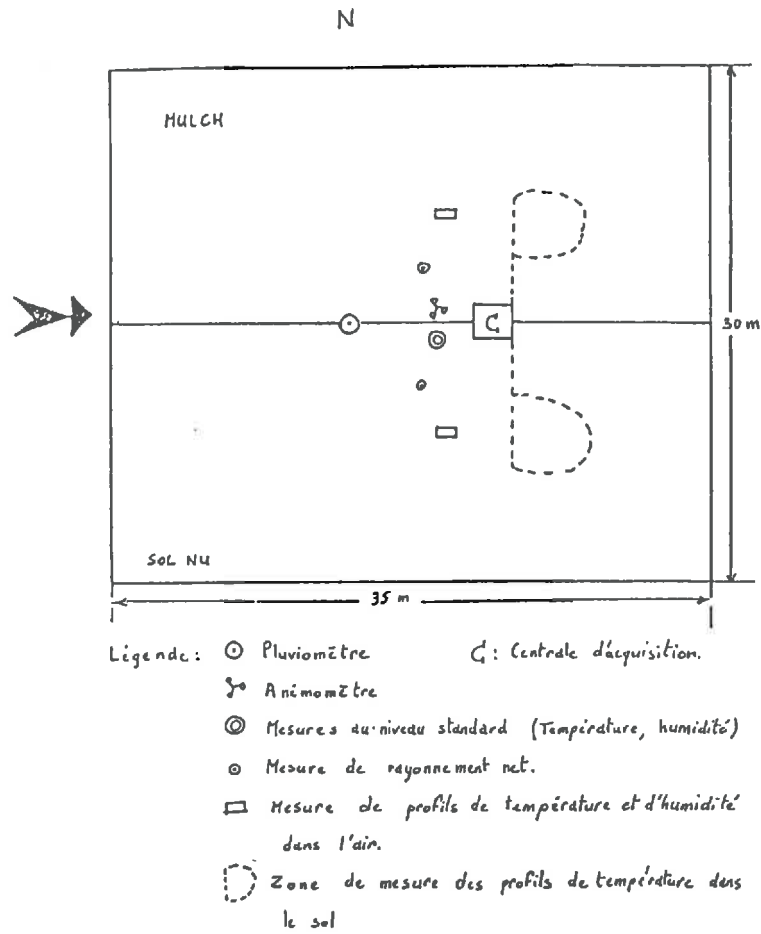 N
MULCH
C
30 m
SOL NU
35 m
Légende: Pluviomètre C: Centrale d'acquisition.
Anémomètre
Mesures au niveau standard (Température, humidité)
Mesure de rayonnement net.
Mesure de profils de température et d'humidité
dans l'air.
Zone de mesure des profils de température dans
le sol